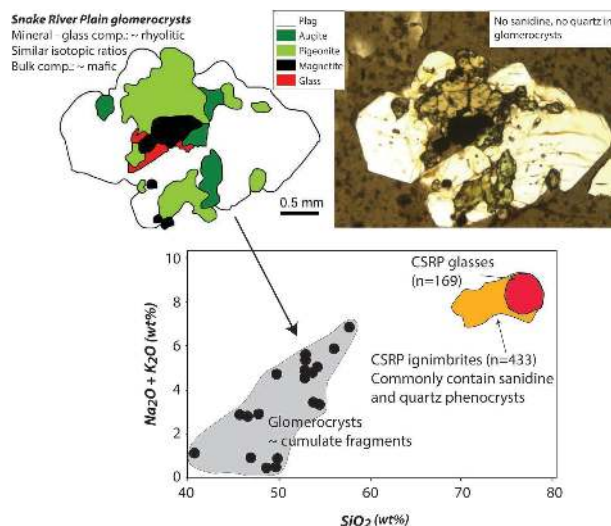 Snake River Plain glomerocrysts
Mineral - glass comp.: ~ rhyolitic
Similar isotopic ratios
Bulk comp.: ~ mafic
Plag
Augite
Pigeonite
Magnetite
Glass
0.5 mm
No sanidine, no quartz in
glomerocrysts
Na2O + K2O (wt%)
10
8
6
4
2
0
CSRP glasses
(n=169)
CSRP ignimbrites (n=433)
Commonly contain sanidine
and quartz phenocrysts
Glomerocrysts
~ cumulate fragments
40
50
60
70
80
SiO2 (wt%)